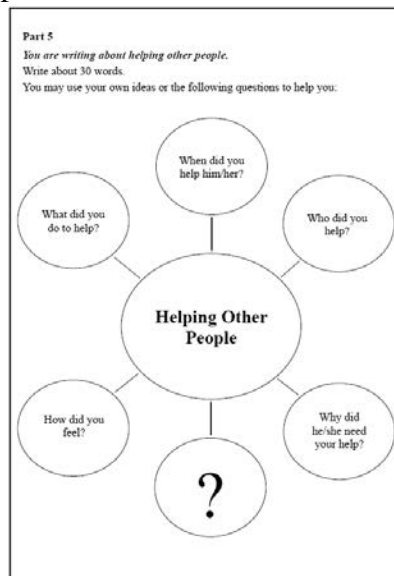 Part 5
You are writing about helping other people.
Write about 30 words.
You may use your own ideas or the following questions to help you:
When did you
help him/her?
What did you
do to help?
Who did you
help?
Helping Other
People
How did you
feel?
Why did
he/she need
your help?
?